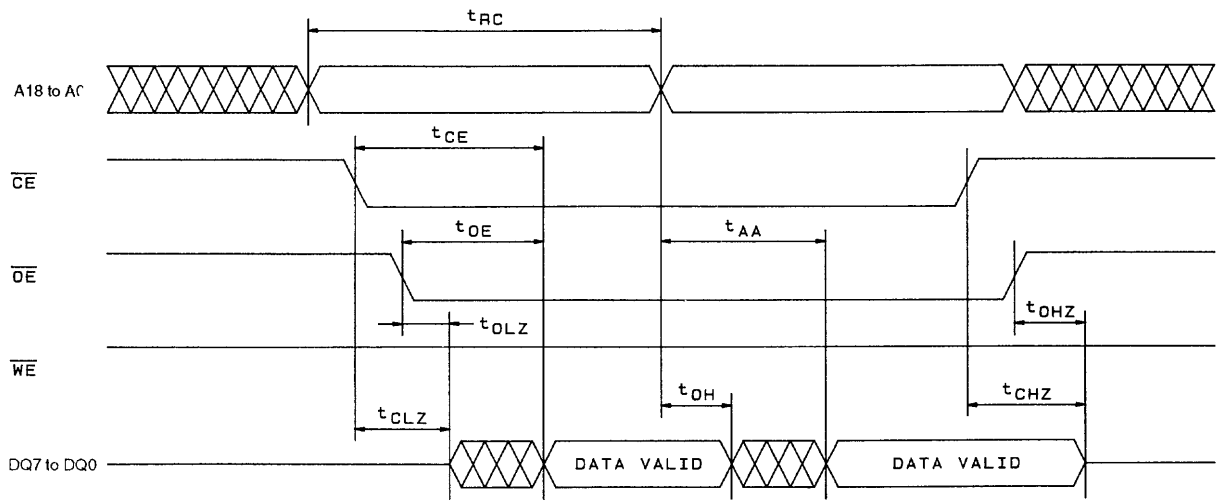 tRC
A18 to A0
tCE
CE
tOE
tAA
OE
tOLZ
tOHZ
WE
tOH
tCHZ
tCLZ
DQ7 to DQ0
DATA VALID
DATA VALID